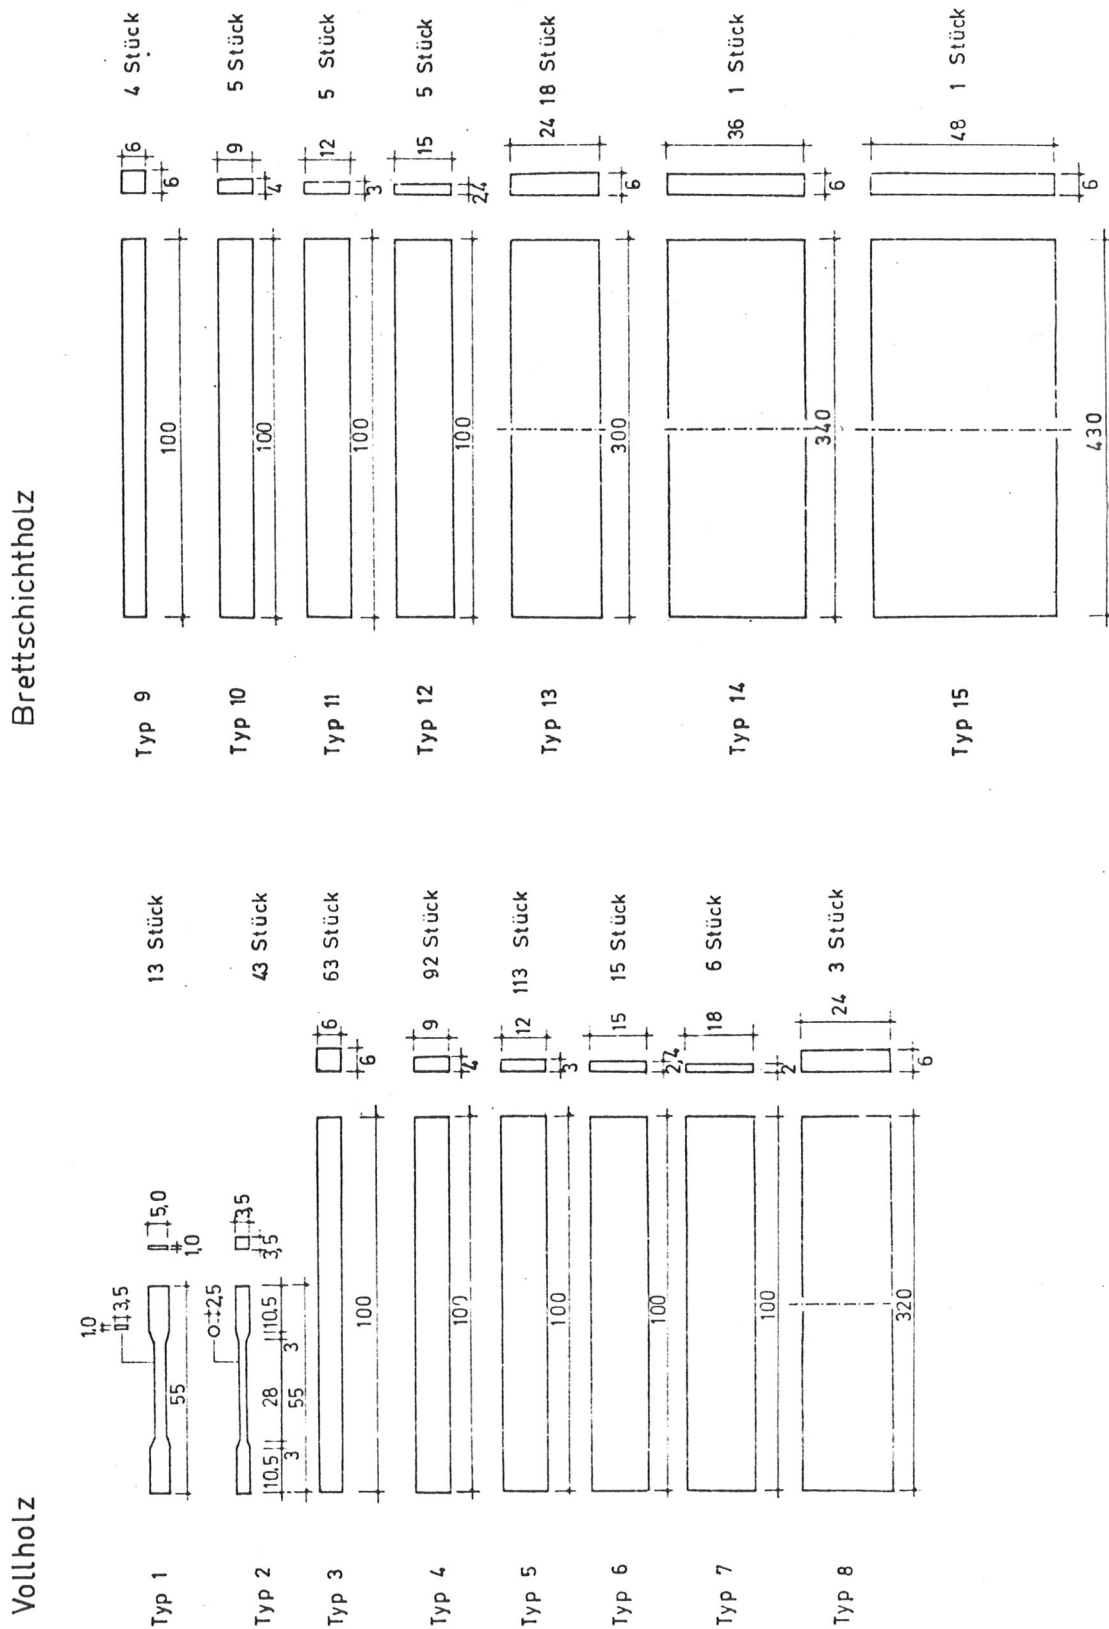 Vollholz
Typ 1
55
1,0
3,5
5,0
1,0
13 Stück
Typ 2
10,5
3
28
3
10,5
55
2,5
3,5
3,5
43 Stück
Typ 3
100
6
6
63 Stück
Typ 4
100
4
9
92 Stück
Typ 5
100
3
12
113 Stück
Typ 6
100
2,4
15
15 Stück
Typ 7
100
2
18
6 Stück
Typ 8
320
6
24
3 Stück
Brettschichtholz
Typ 9
100
6
6
4 Stück
Typ 10
100
4
9
5 Stück
Typ 11
100
3
12
5 Stück
Typ 12
100
2,4
15
5 Stück
Typ 13
300
6
24
18 Stück
Typ 14
340
6
36
1 Stück
Typ 15
430
6
48
1 Stück